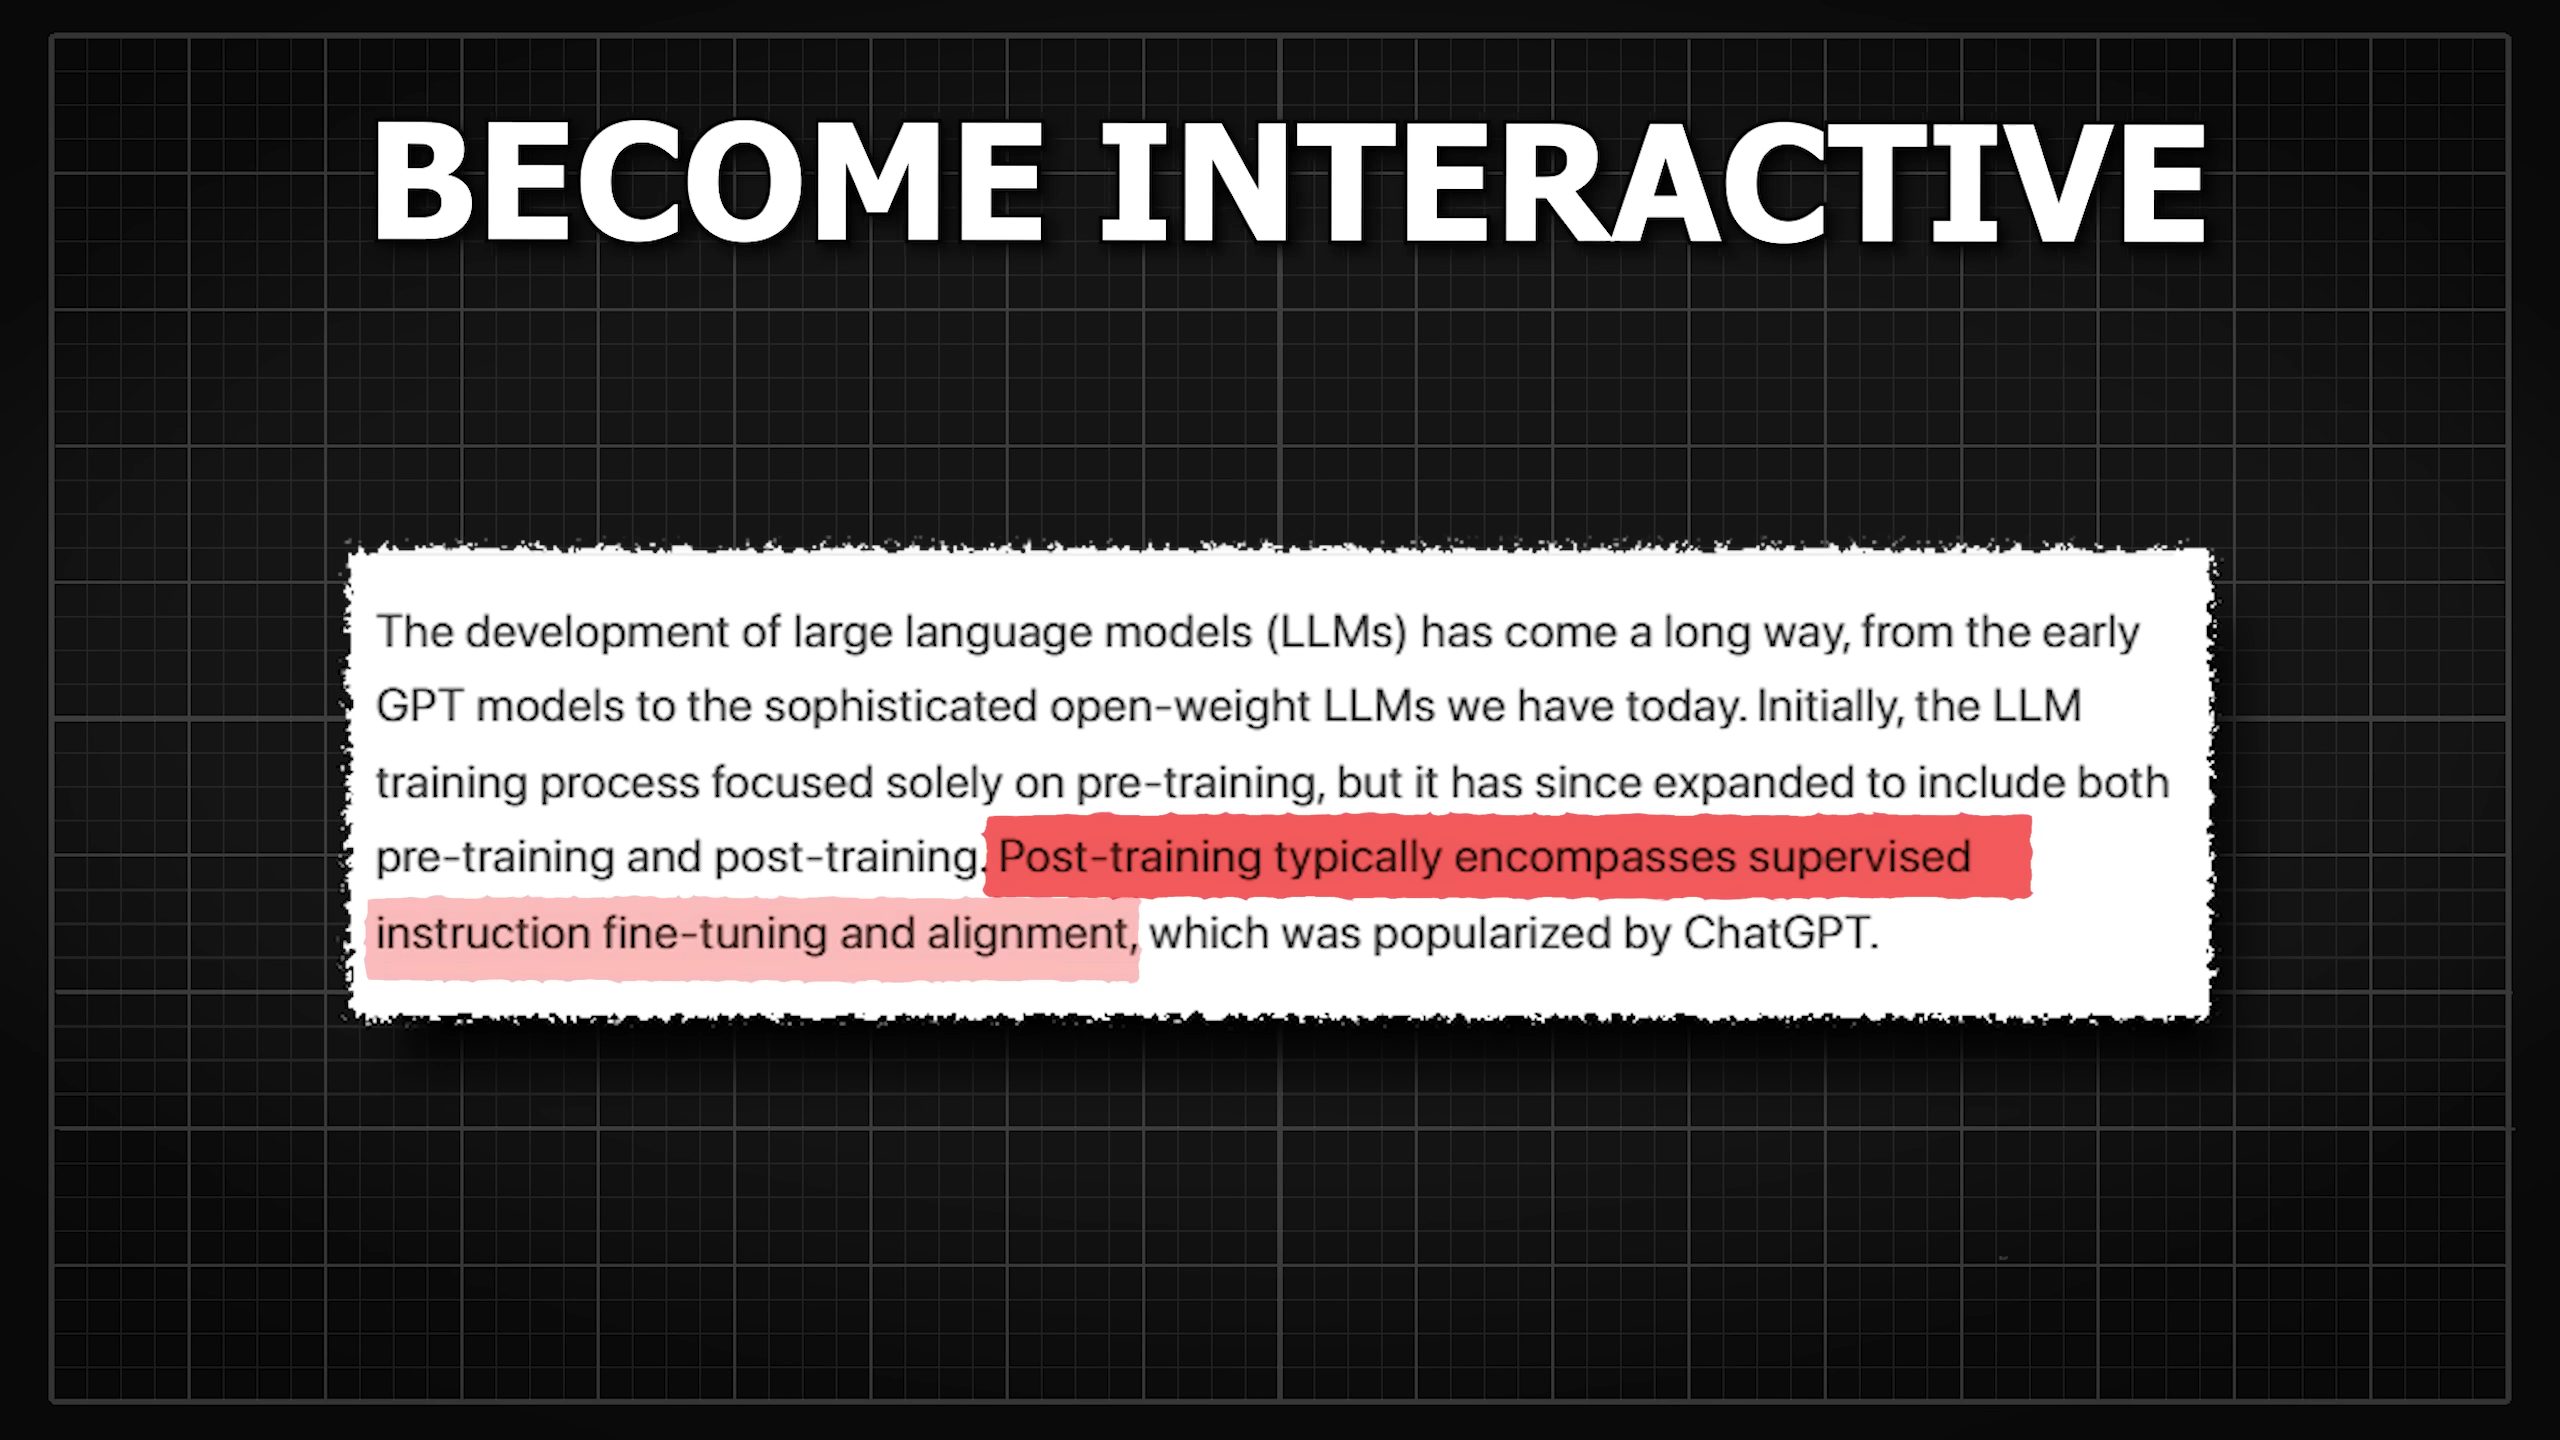 BECOME INTERACTIVE
The development of large language models (LLMs) has come a long way, from the early
GPT models to the sophisticated open-weight LLMs we have today. Initially, the LLM
training process focused solely on pre-training, but it has since expanded to include both
pre-training and post-training. Post-training typically encompasses supervised
instruction fine-tuning and alignment, which was popularized by ChatGPT.